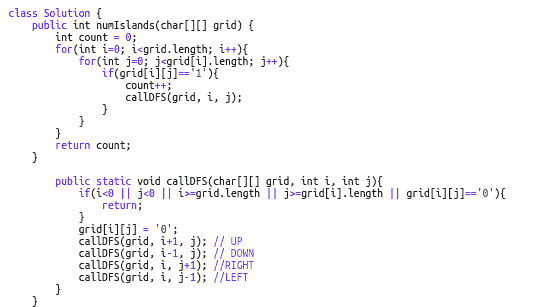 class Solution {
    public int numIslands(char[][] grid) {
        int count = 0;
        for(int i=0; i<grid.length; i++){
            for(int j=0; j<grid[i].length; j++){
                if(grid[i][j]=='1'){
                    count++;
                    callDFS(grid, i, j);
                }
            }
        }
        return count;
    }

        public static void callDFS(char[][] grid, int i, int j){
            if(i<0 || j<0 || i>=grid.length || j>=grid[i].length || grid[i][j]=='0'){
                return;
            }
            grid[i][j] = '0';
            callDFS(grid, i+1, j); // UP
            callDFS(grid, i-1, j); // DOWN
            callDFS(grid, i, j+1); //RIGHT
            callDFS(grid, i, j-1); //LEFT
        }
    }